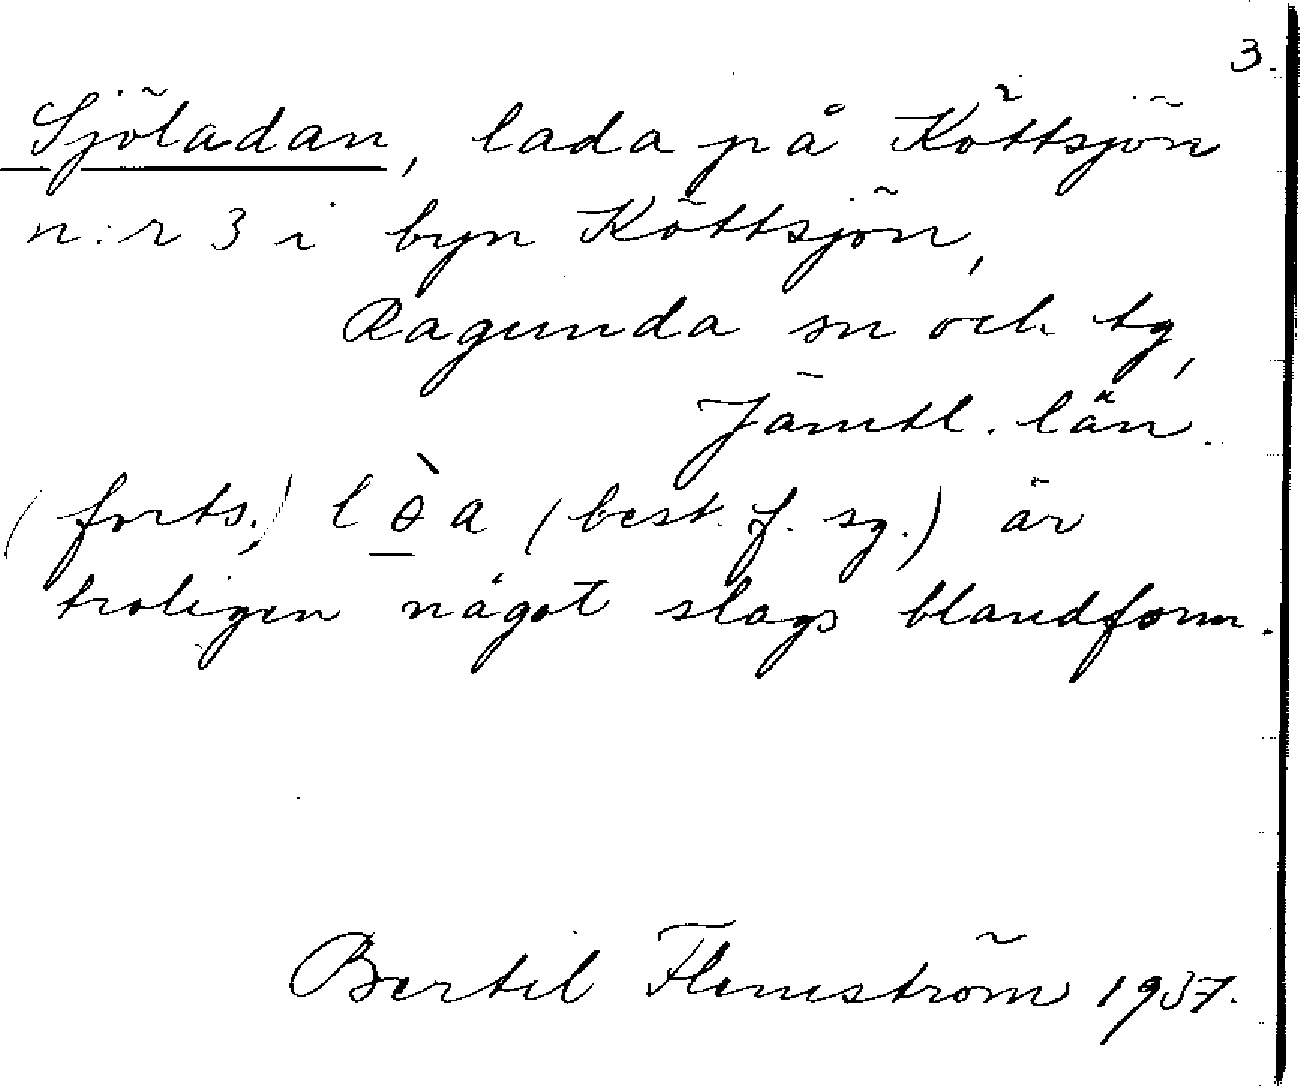 3.
Sjöladan, lada på Köttsjön
n:r 3 i byn Köttsjön,
Ragunda sn och tg,
Jämtl. län.
(forts.) l ò̱ a (best. f. sg.) är
troligen något slags blandform.
Bertil Flemström 1937.